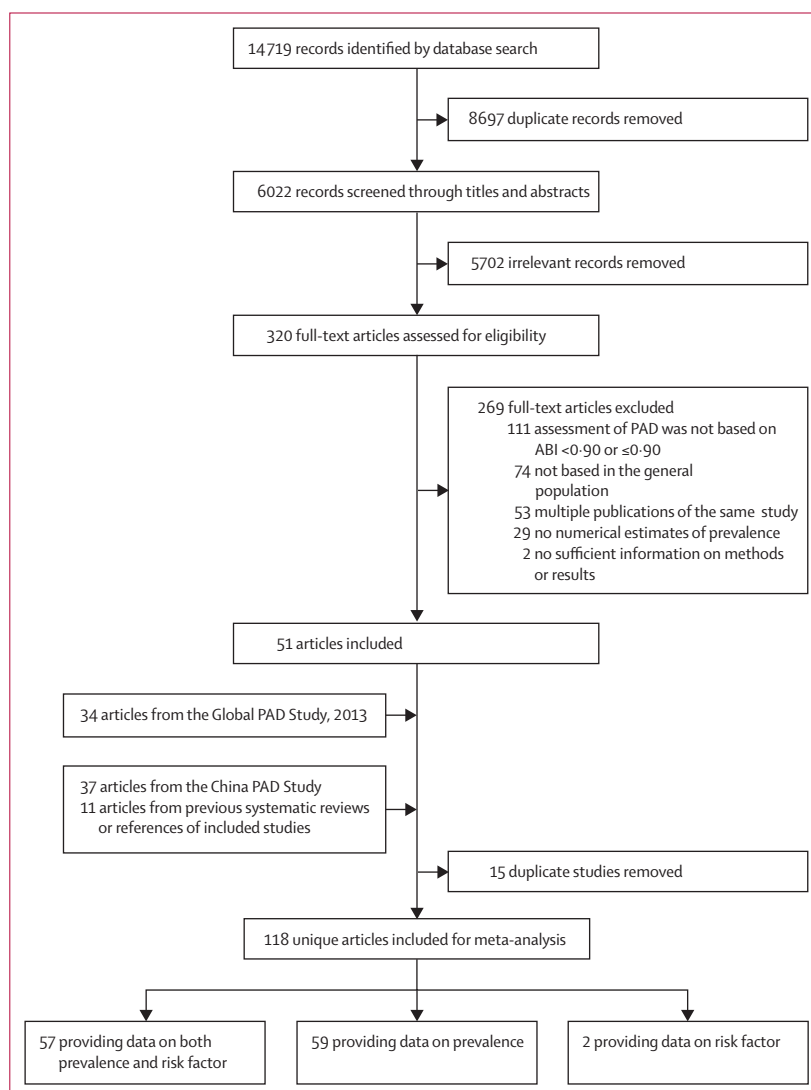 14 719 records identified by database search
8697 duplicate records removed
6022 records screened through titles and abstracts
5702 irrelevant records removed
320 full-text articles assessed for eligibility
269 full-text articles excluded
111 assessment of PAD was not based on
ABI <0·90 or ≤0·90
74 not based in the general
population
53 multiple publications of the same study
29 no numerical estimates of prevalence
2 no sufficient information on methods
or results
51 articles included
34 articles from the Global PAD Study, 2013
37 articles from the China PAD Study
11 articles from previous systematic reviews
or references of included studies
15 duplicate studies removed
118 unique articles included for meta-analysis
57 providing data on both
prevalence and risk factor
59 providing data on prevalence
2 providing data on risk factor